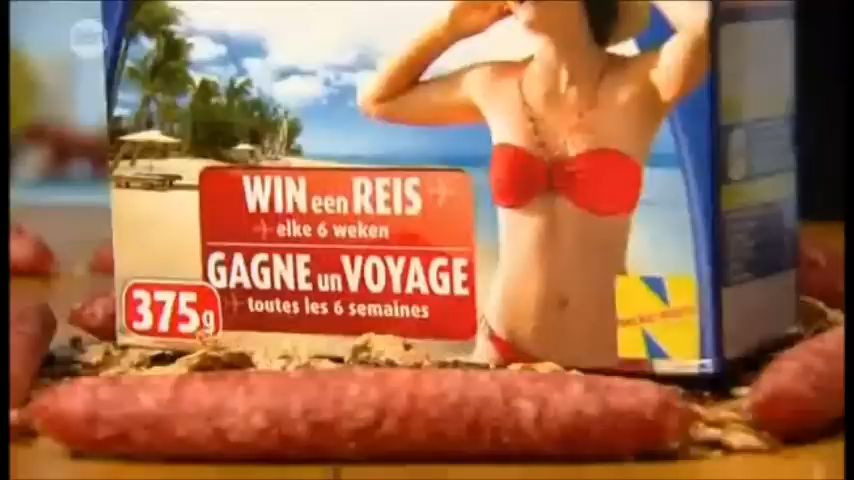 WIN een REIS
elke 6 weken
GAGNE un VOYAGE
toutes les 6 semaines
375g